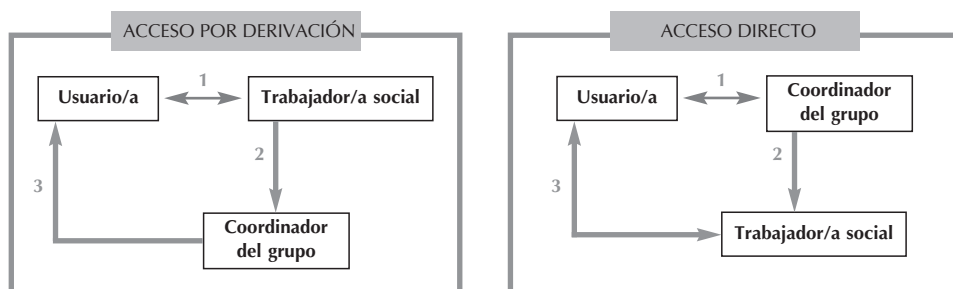 ACCESO POR DERIVACIÓN
1
Usuario/a
Trabajador/a social
2
3
Coordinador
del grupo
ACCESO DIRECTO
1
Usuario/a
Coordinador
del grupo
2
3
Trabajador/a social